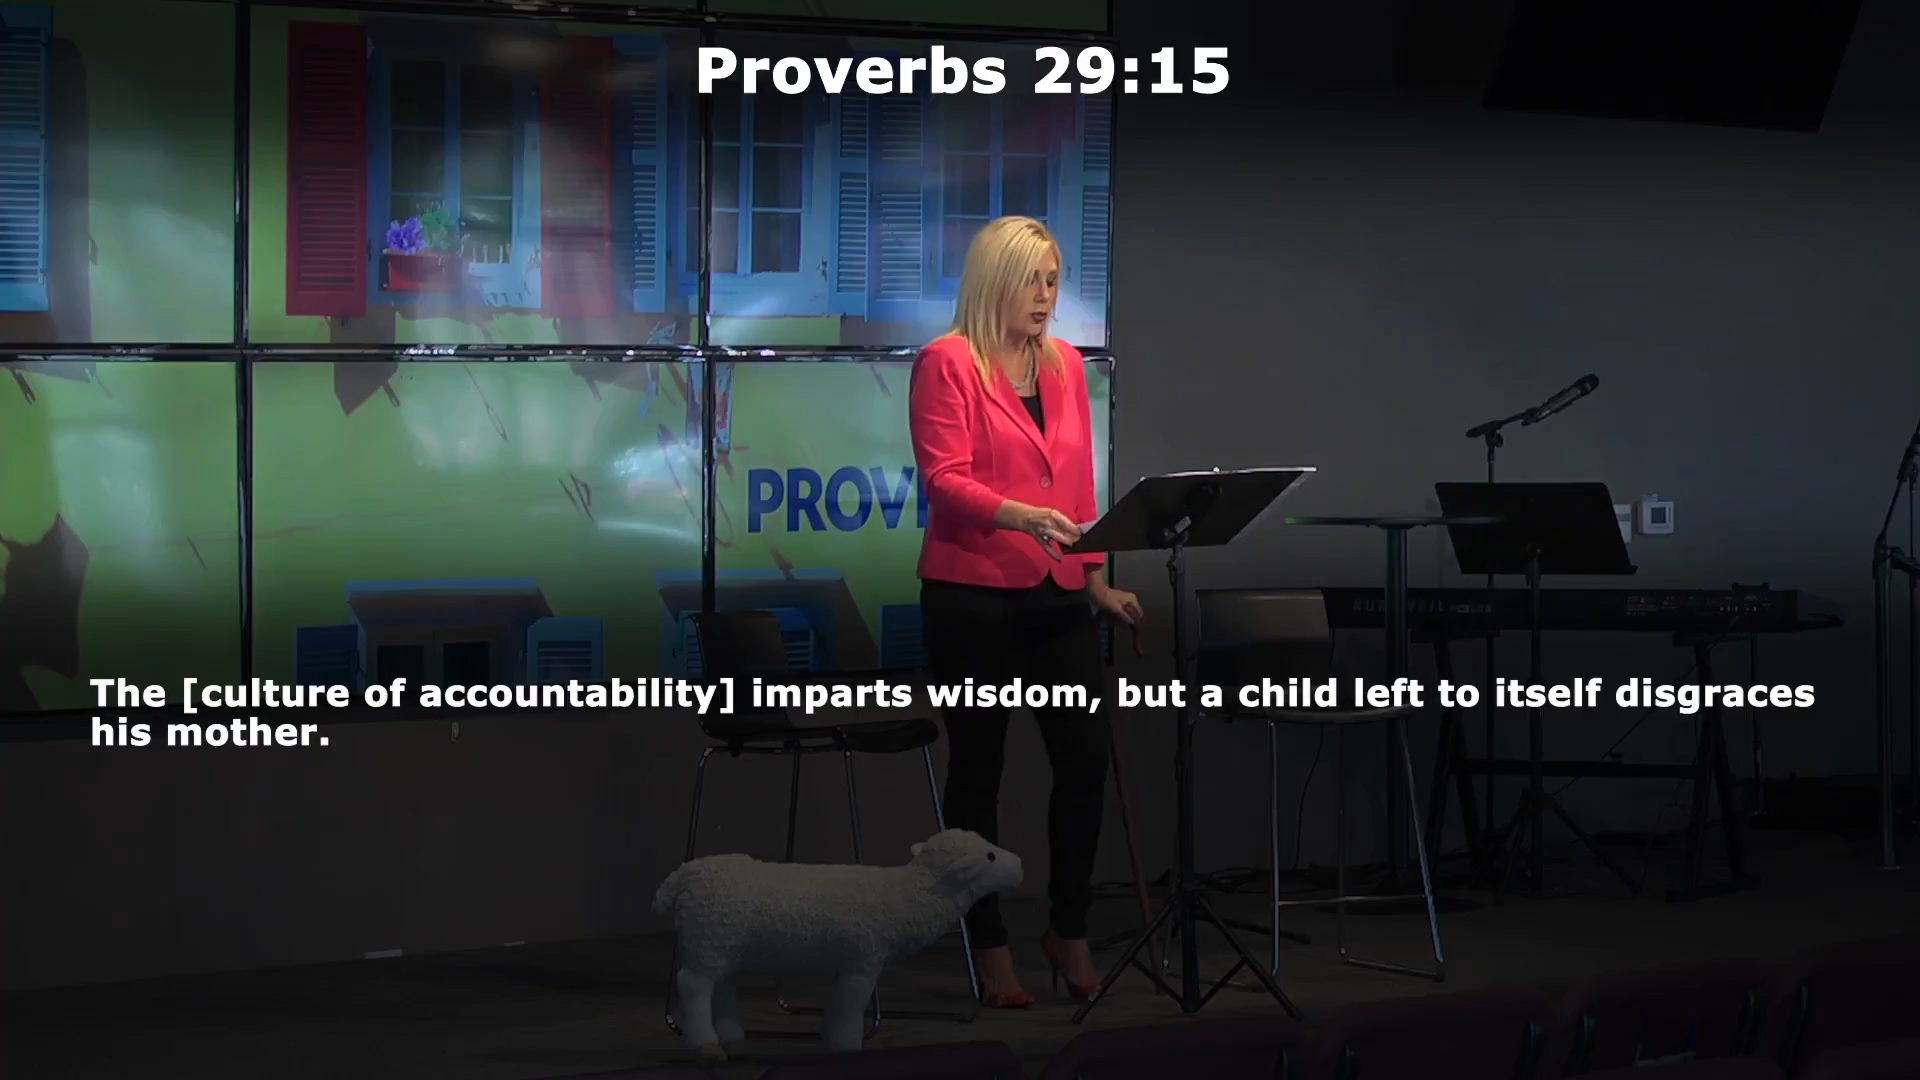 Proverbs 29:15
PROV
The [culture of accountability] imparts wisdom, but a child left to itself disgraces
his mother.